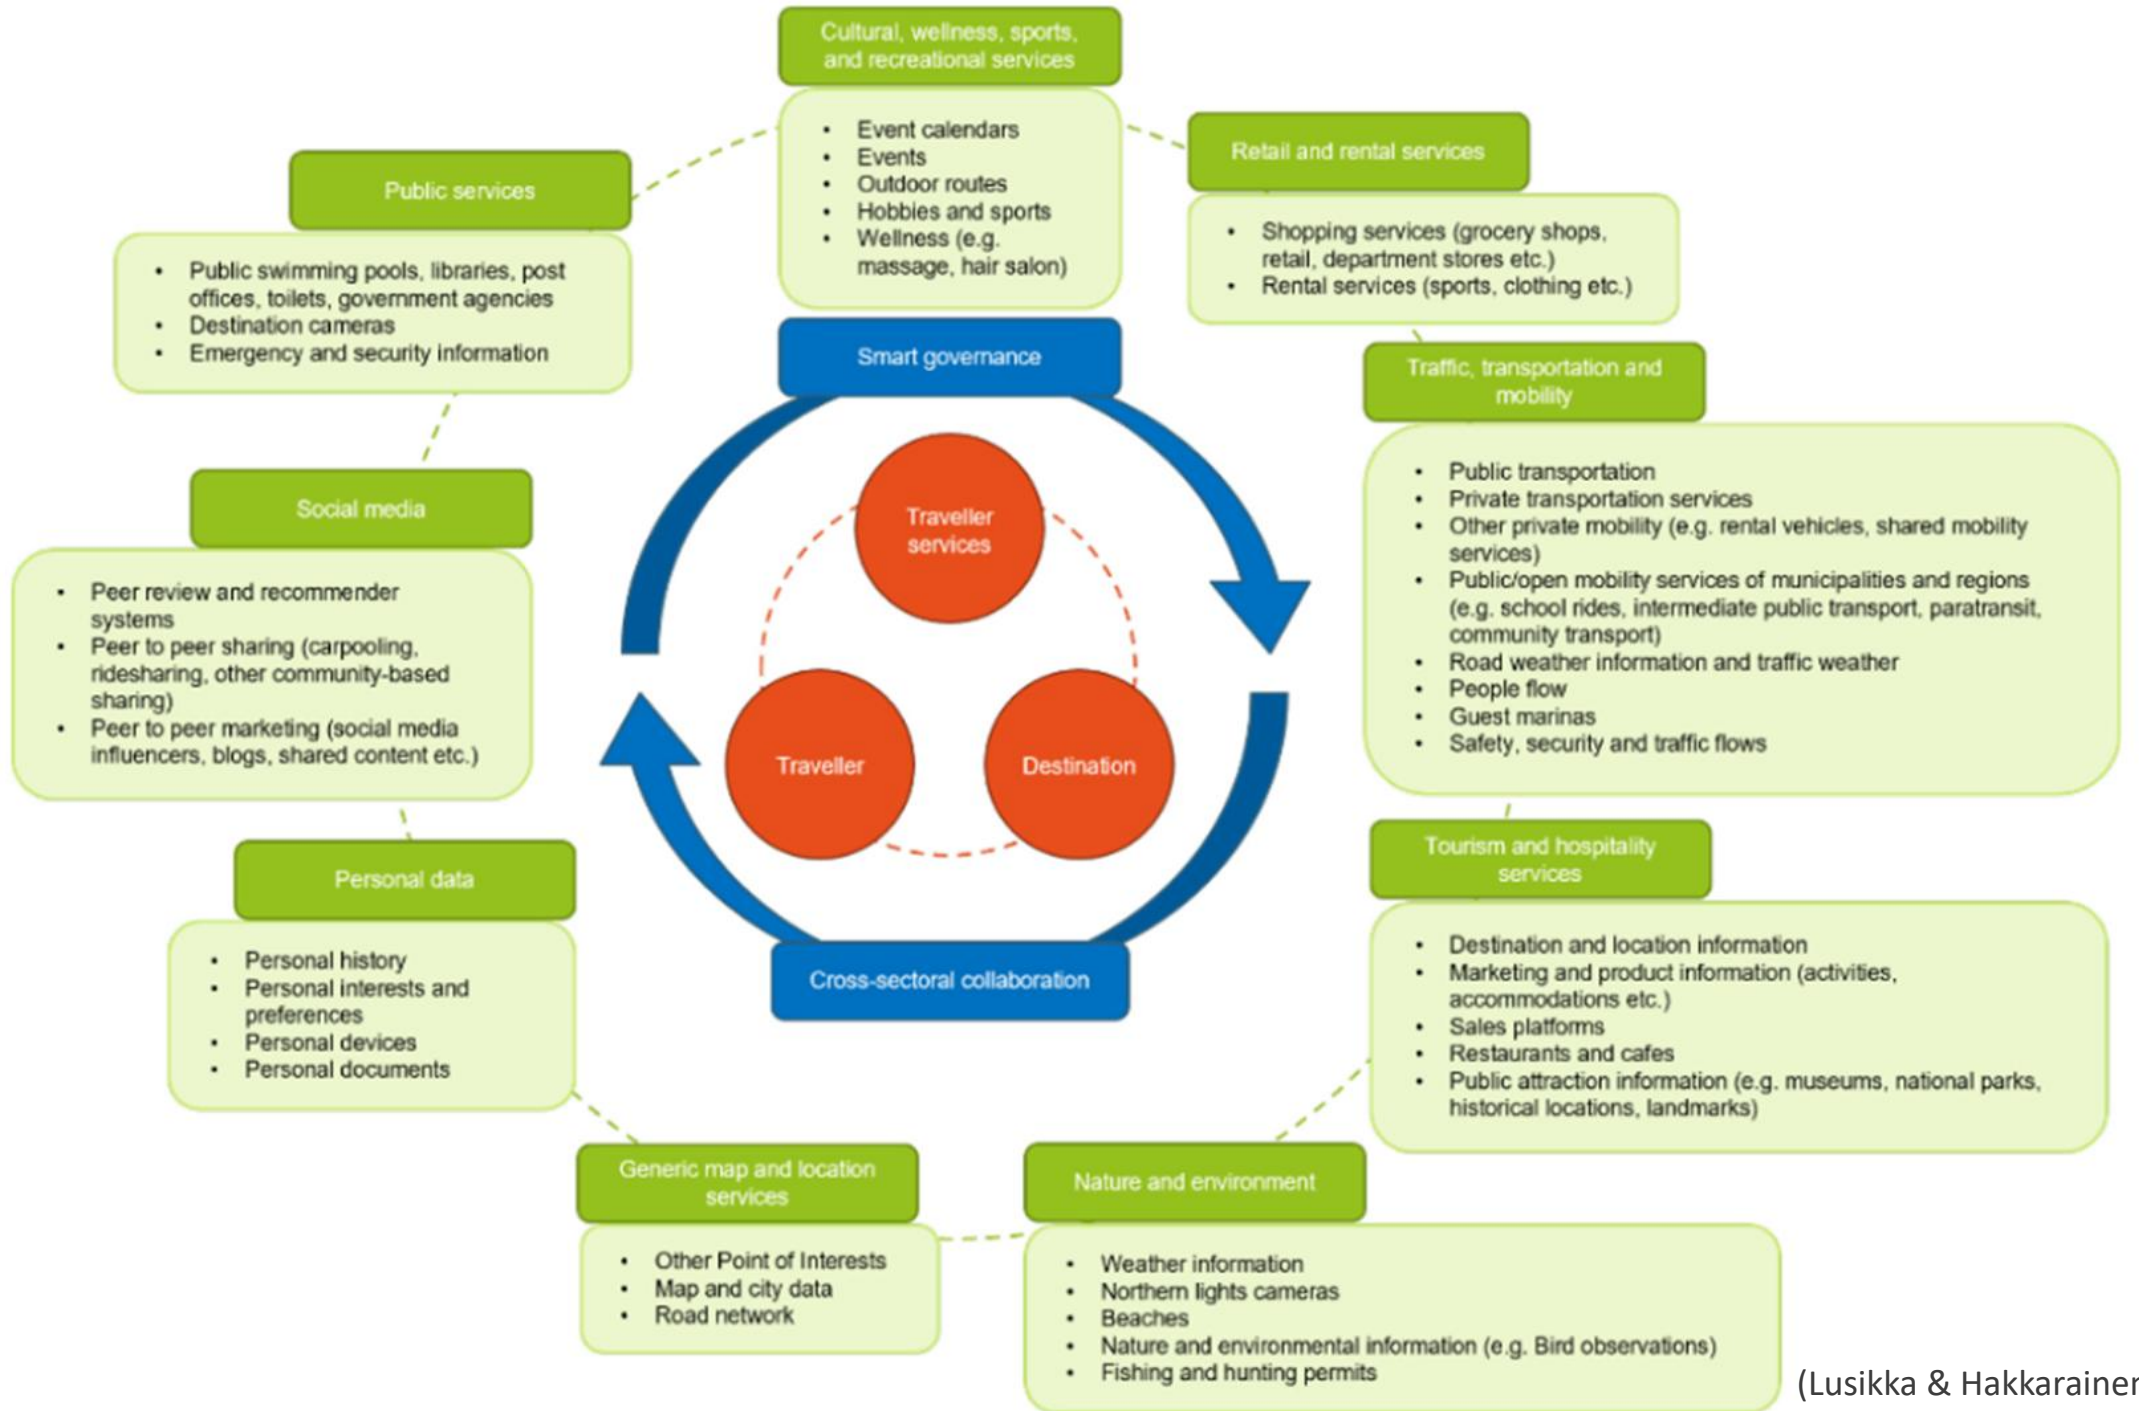 Cultural, wellness, sports,
and recreational services
• Event calendars
• Events
• Outdoor routes
• Hobbies and sports
• Wellness (e.g.
massage, hair salon)
Retail and rental services
• Shopping services (grocery shops,
retail, department stores etc.)
• Rental services (sports, clothing etc.)
Traffic, transportation and
mobility
• Public transportation
• Private transportation services
• Other private mobility (e.g. rental vehicles, shared mobility
services)
• Public/open mobility services of municipalities and regions
(e.g. school rides, intermediate public transport, paratransit,
community transport)
• Road weather information and traffic weather
• People flow
• Guest marinas
• Safety, security and traffic flows
Tourism and hospitality
services
• Destination and location information
• Marketing and product information (activities,
accommodations etc.)
• Sales platforms
• Restaurants and cafes
• Public attraction information (e.g. museums, national parks,
historical locations, landmarks)
Nature and environment
• Weather information
• Northern lights cameras
• Beaches
• Nature and environmental information (e.g. Bird observations)
• Fishing and hunting permits
Generic map and location
services
• Other Point of Interests
• Map and city data
• Road network
Personal data
• Personal history
• Personal interests and
preferences
• Personal devices
• Personal documents
Social media
• Peer review and recommender
systems
• Peer to peer sharing (carpooling,
ridesharing, other community-based
sharing)
• Peer to peer marketing (social media
influencers, blogs, shared content etc.)
Public services
• Public swimming pools, libraries, post
offices, toilets, government agencies
• Destination cameras
• Emergency and security information
Smart governance
Traveller
services
Traveller
Destination
Cross-sectoral collaboration
(Lusikka & Hakkarainen